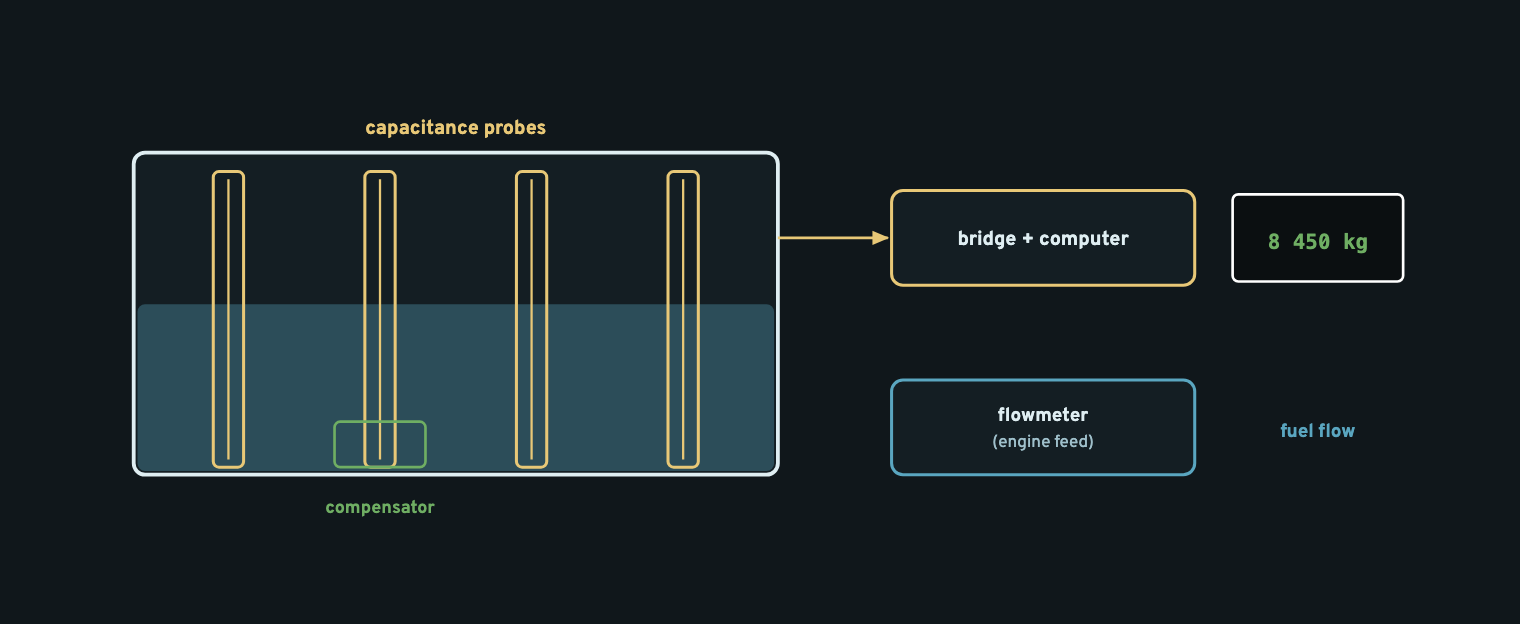 capacitance probes
bridge + computer
8 450 kg
flowmeter
(engine feed)
fuel flow
compensator